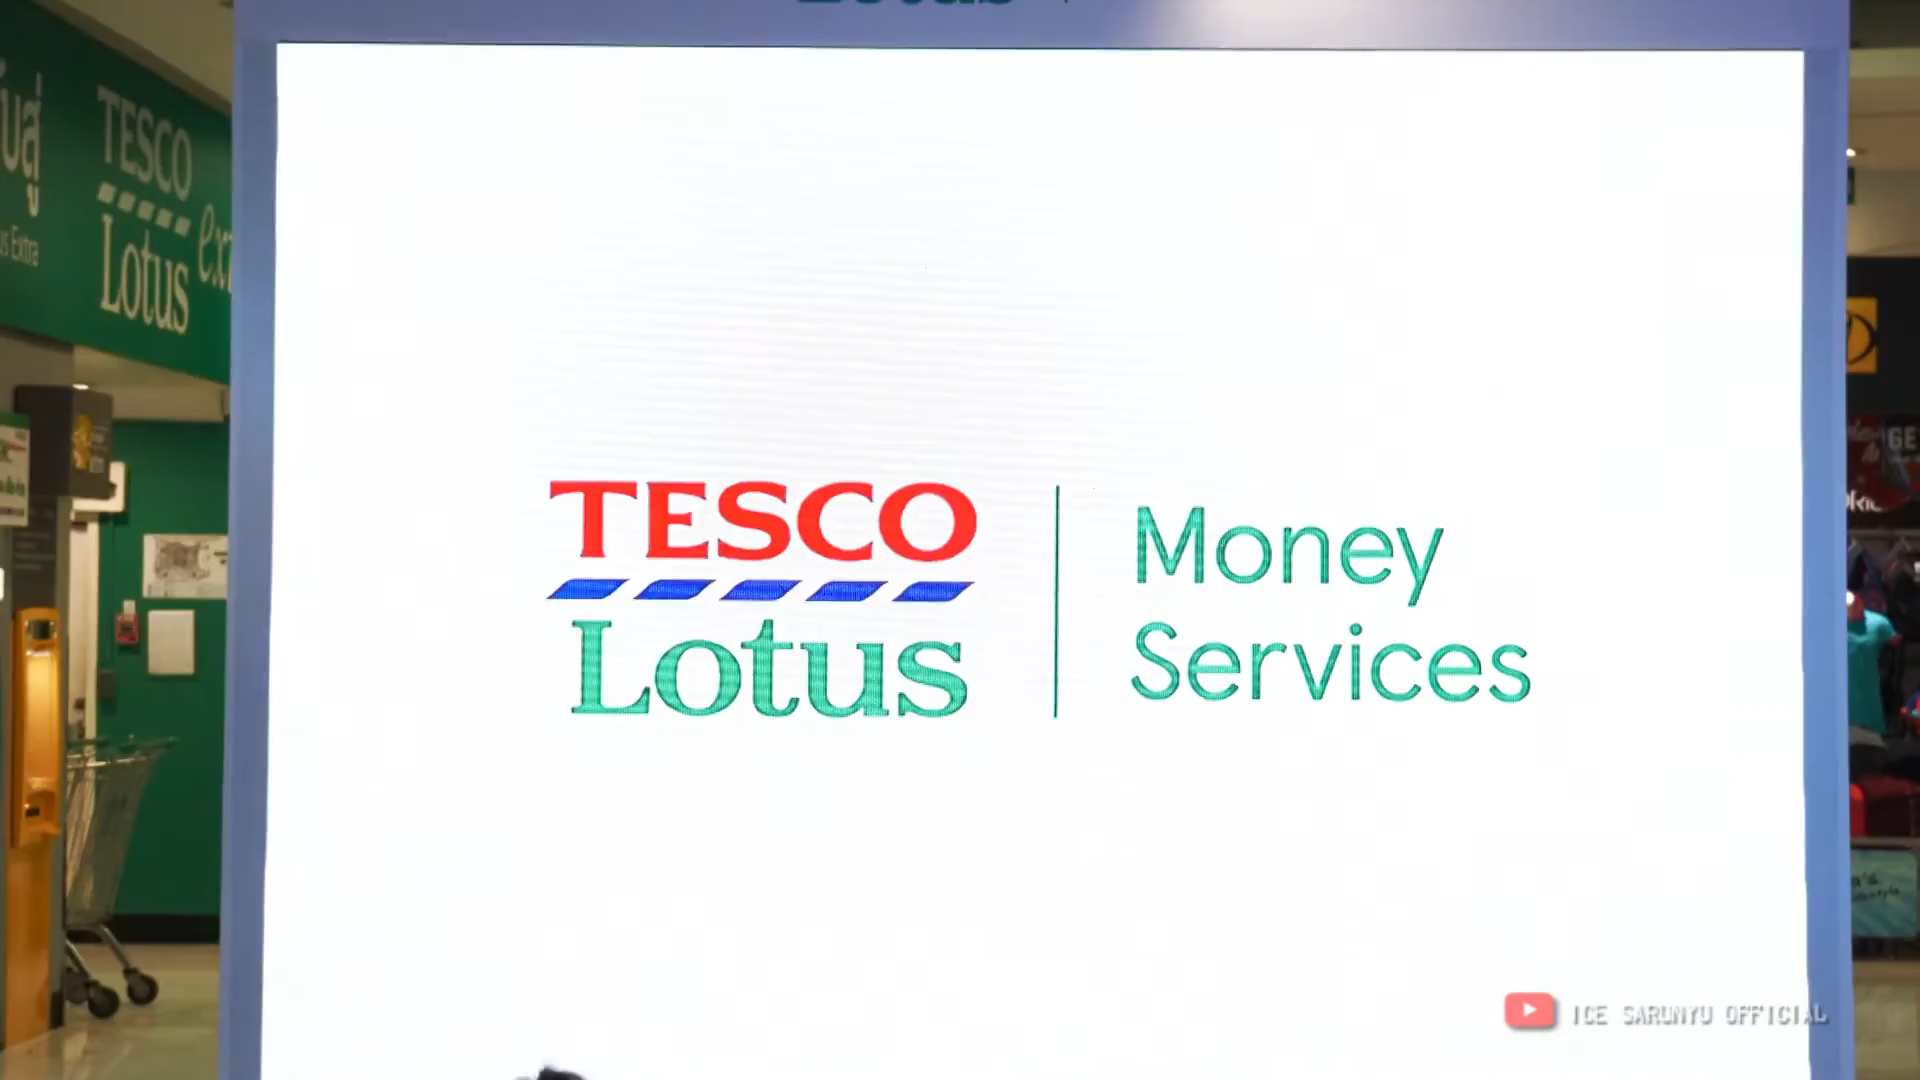 TESCO
Lotus
TESCO
Lotus
Money
Services
ICE SARUNYU OFFICIAL